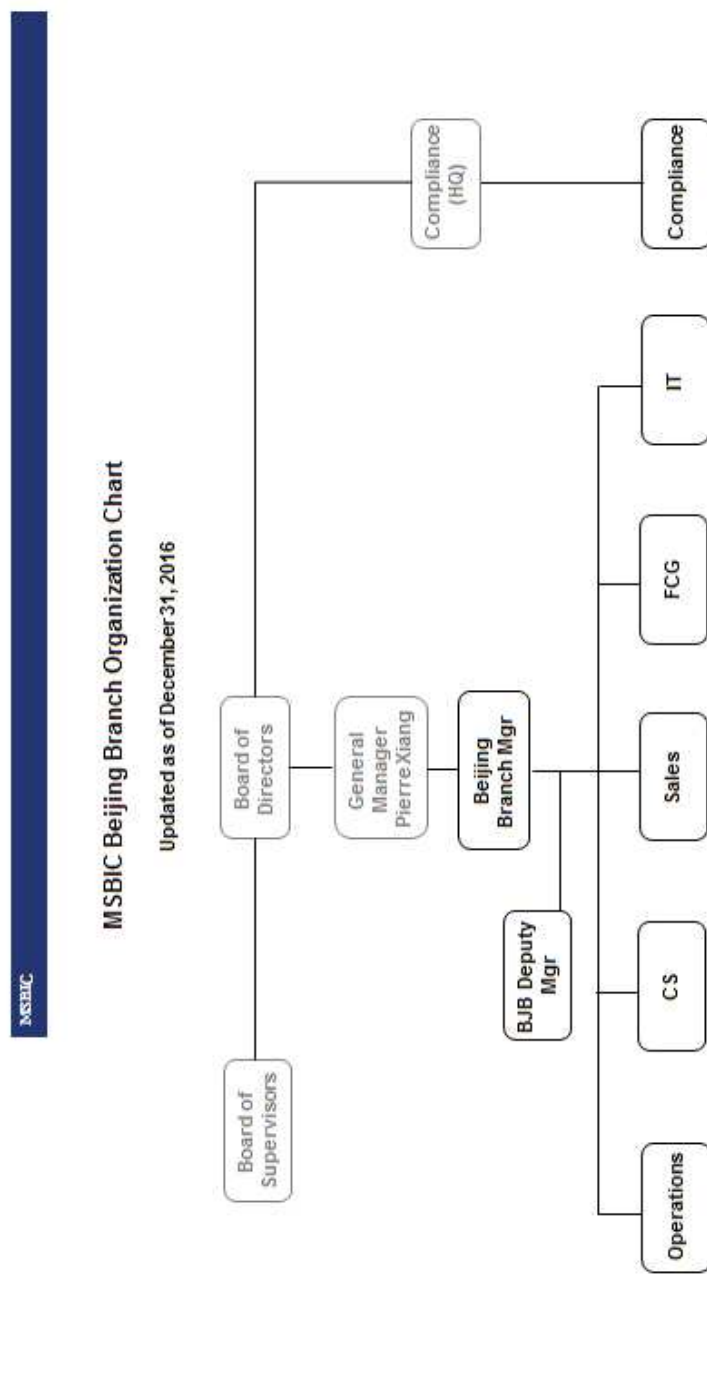 MSBIC
MSBIC Beijing Branch Organization Chart
Updated as of December 31, 2016
Board of
Supervisors
Board of
Directors
General
Manager
Pierre Xiang
Compliance
(HQ)
Beijing
Branch Mgr
BJB Deputy
Mgr
Operations
CS
Sales
FCG
IT
Compliance